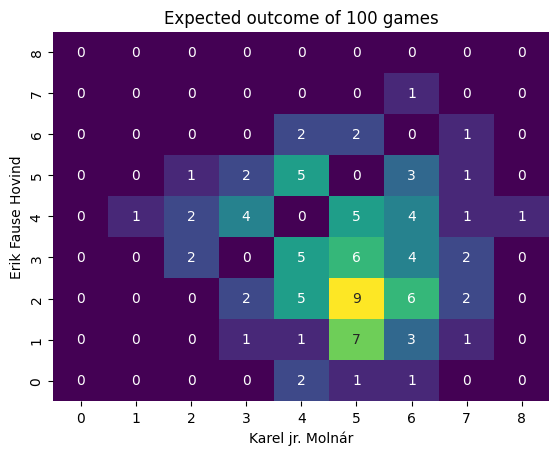 Expected outcome of 100 games
Erik Fause Hovind
8 0 0 0 0 0 0 0 0 0
7 0 0 0 0 0 0 1 0 0
6 0 0 0 0 2 2 0 1 0
5 0 0 1 2 5 0 3 1 0
4 0 1 2 4 0 5 4 1 1
3 0 0 2 0 5 6 4 2 0
2 0 0 0 2 5 9 6 2 0
1 0 0 0 1 1 7 3 1 0
0 0 0 0 0 2 1 1 0 0
0 1 2 3 4 5 6 7 8
Karel jr. Molnár